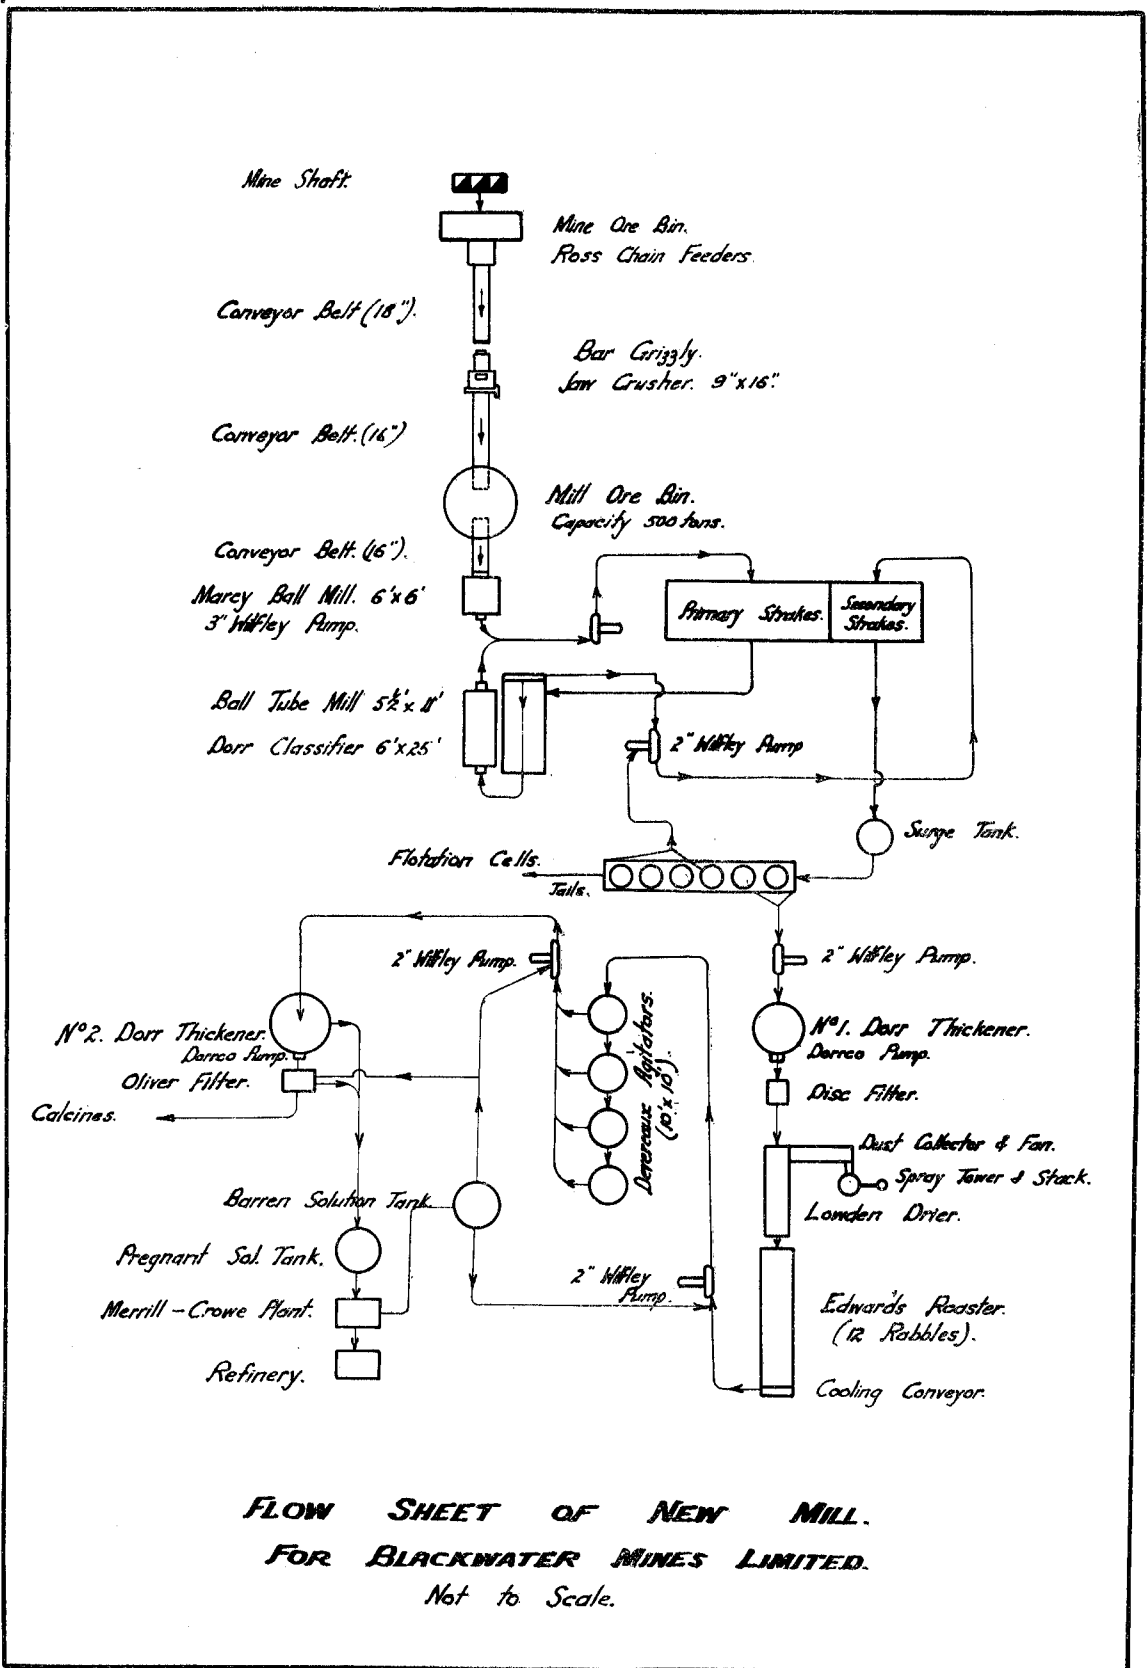 Mine Shaft.
Mine Ore Bin.
Ross Chain Feeders.
Conveyor Belt (18").
Bar Grizzly.
Jaw Crusher. 9"x16".
Conveyor Belt. (16")
Mill Ore Bin.
Capacity 500 tons.
Conveyor Belt. (16").
Marcy Ball Mill. 6'x6'
3" Wilfley Pump.
Primary Strakes.
Secondary
Strakes.
Ball Tube Mill 5½' x 11'
Dorr Classifier 6'x25'
2" Wilfley Pump
Surge Tank.
Flotation Cells.
Tails.
2" Wilfley Pump.
2" Wilfley Pump.
Nº2. Dorr Thickener.
Dorrco Pump.
Oliver Filter.
Calcines.
Devereaux Agitators.
(10' x 10').
Nº1. Dorr Thickener.
Dorrco Pump.
Disc Filter.
Dust Collector & Fan.
Spray Tower & Stack.
Lowden Drier.
Barren Solution Tank.
Pregnant Sol. Tank.
2" Wilfley
Pump.
Merrill - Crowe Plant.
Edwards Roaster.
(12 Rabbles).
Refinery.
Cooling Conveyor.
FLOW SHEET OF NEW MILL.
FOR BLACKWATER MINES LIMITED.
Not to Scale.